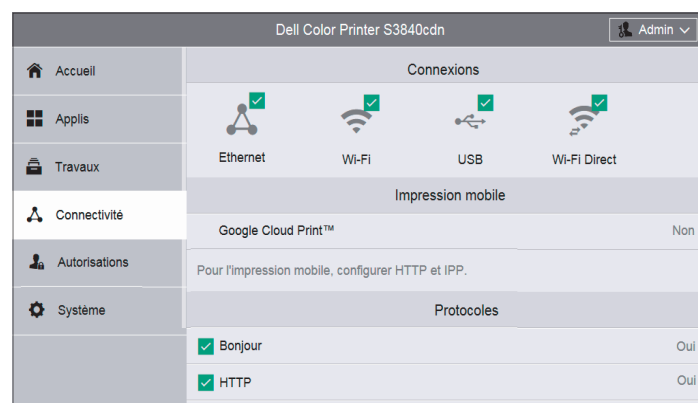 Dell Color Printer S3840cdn
Admin
Accueil
Applis
Travaux
Connectivité
Autorisations
Système
Connexions
Ethernet
Wi-Fi
USB
Wi-Fi Direct
Impression mobile
Google Cloud Print™ Non
Pour l'impression mobile, configurer HTTP et IPP.
Protocoles
Bonjour Oui
HTTP Oui